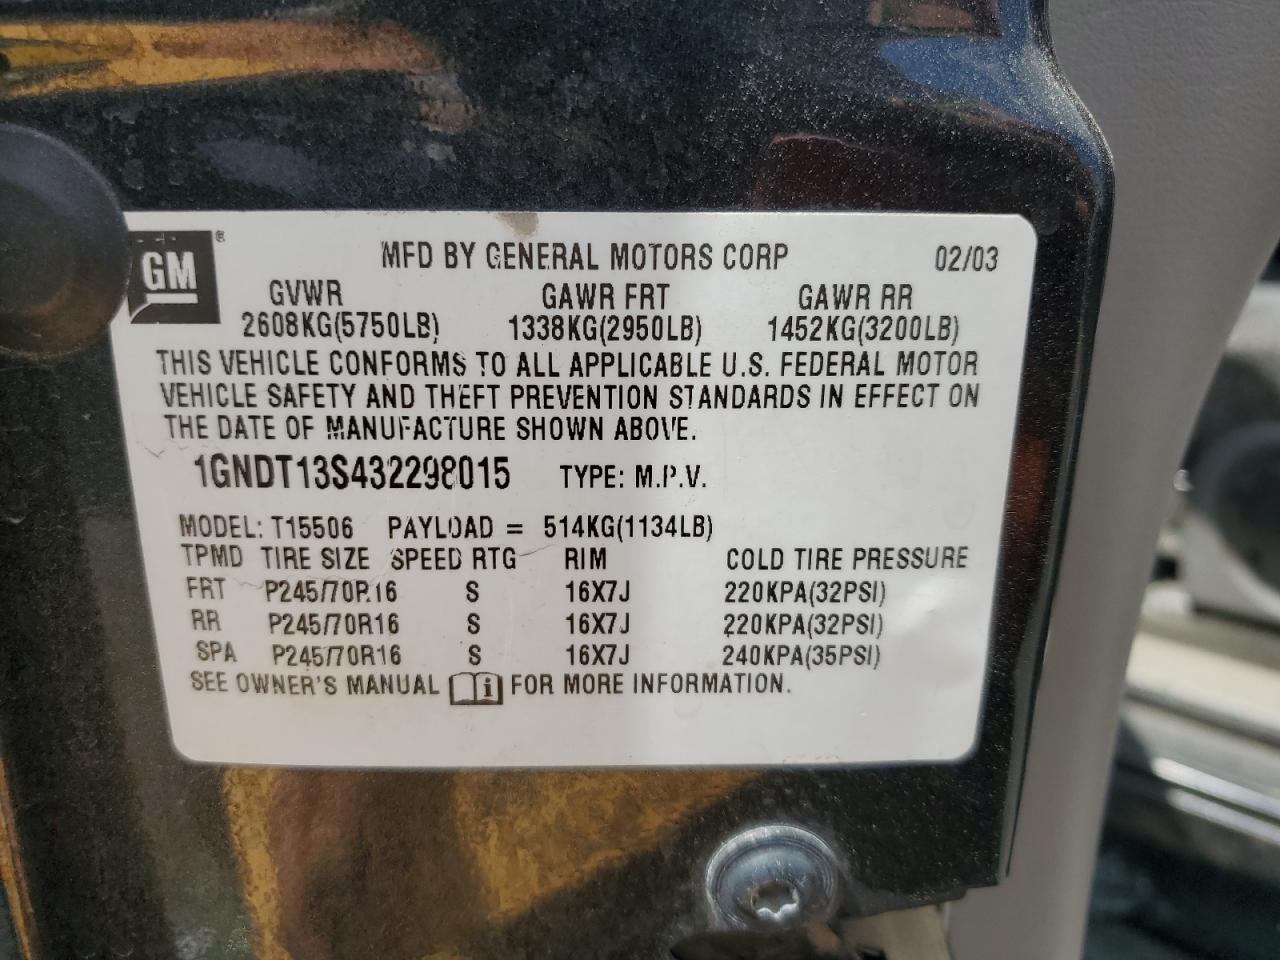 GM ®
MFD BY GENERAL MOTORS CORP 02/03
GVWR GAWR FRT GAWR RR
2608KG(5750LB) 1338KG(2950LB) 1452KG(3200LB)
THIS VEHICLE CONFORMS TO ALL APPLICABLE U.S. FEDERAL MOTOR
VEHICLE SAFETY AND THEFT PREVENTION STANDARDS IN EFFECT ON
THE DATE OF MANUFACTURE SHOWN ABOVE.
1GNDT13S432298015 TYPE: M.P.V.
MODEL: T15506 PAYLOAD = 514KG(1134LB)
TPMD TIRE SIZE SPEED RTG RIM COLD TIRE PRESSURE
FRT P245/70R16 S 16X7J 220KPA(32PSI)
RR P245/70R16 S 16X7J 220KPA(32PSI)
SPA P245/70R16 S 16X7J 240KPA(35PSI)
SEE OWNER'S MANUAL i FOR MORE INFORMATION.